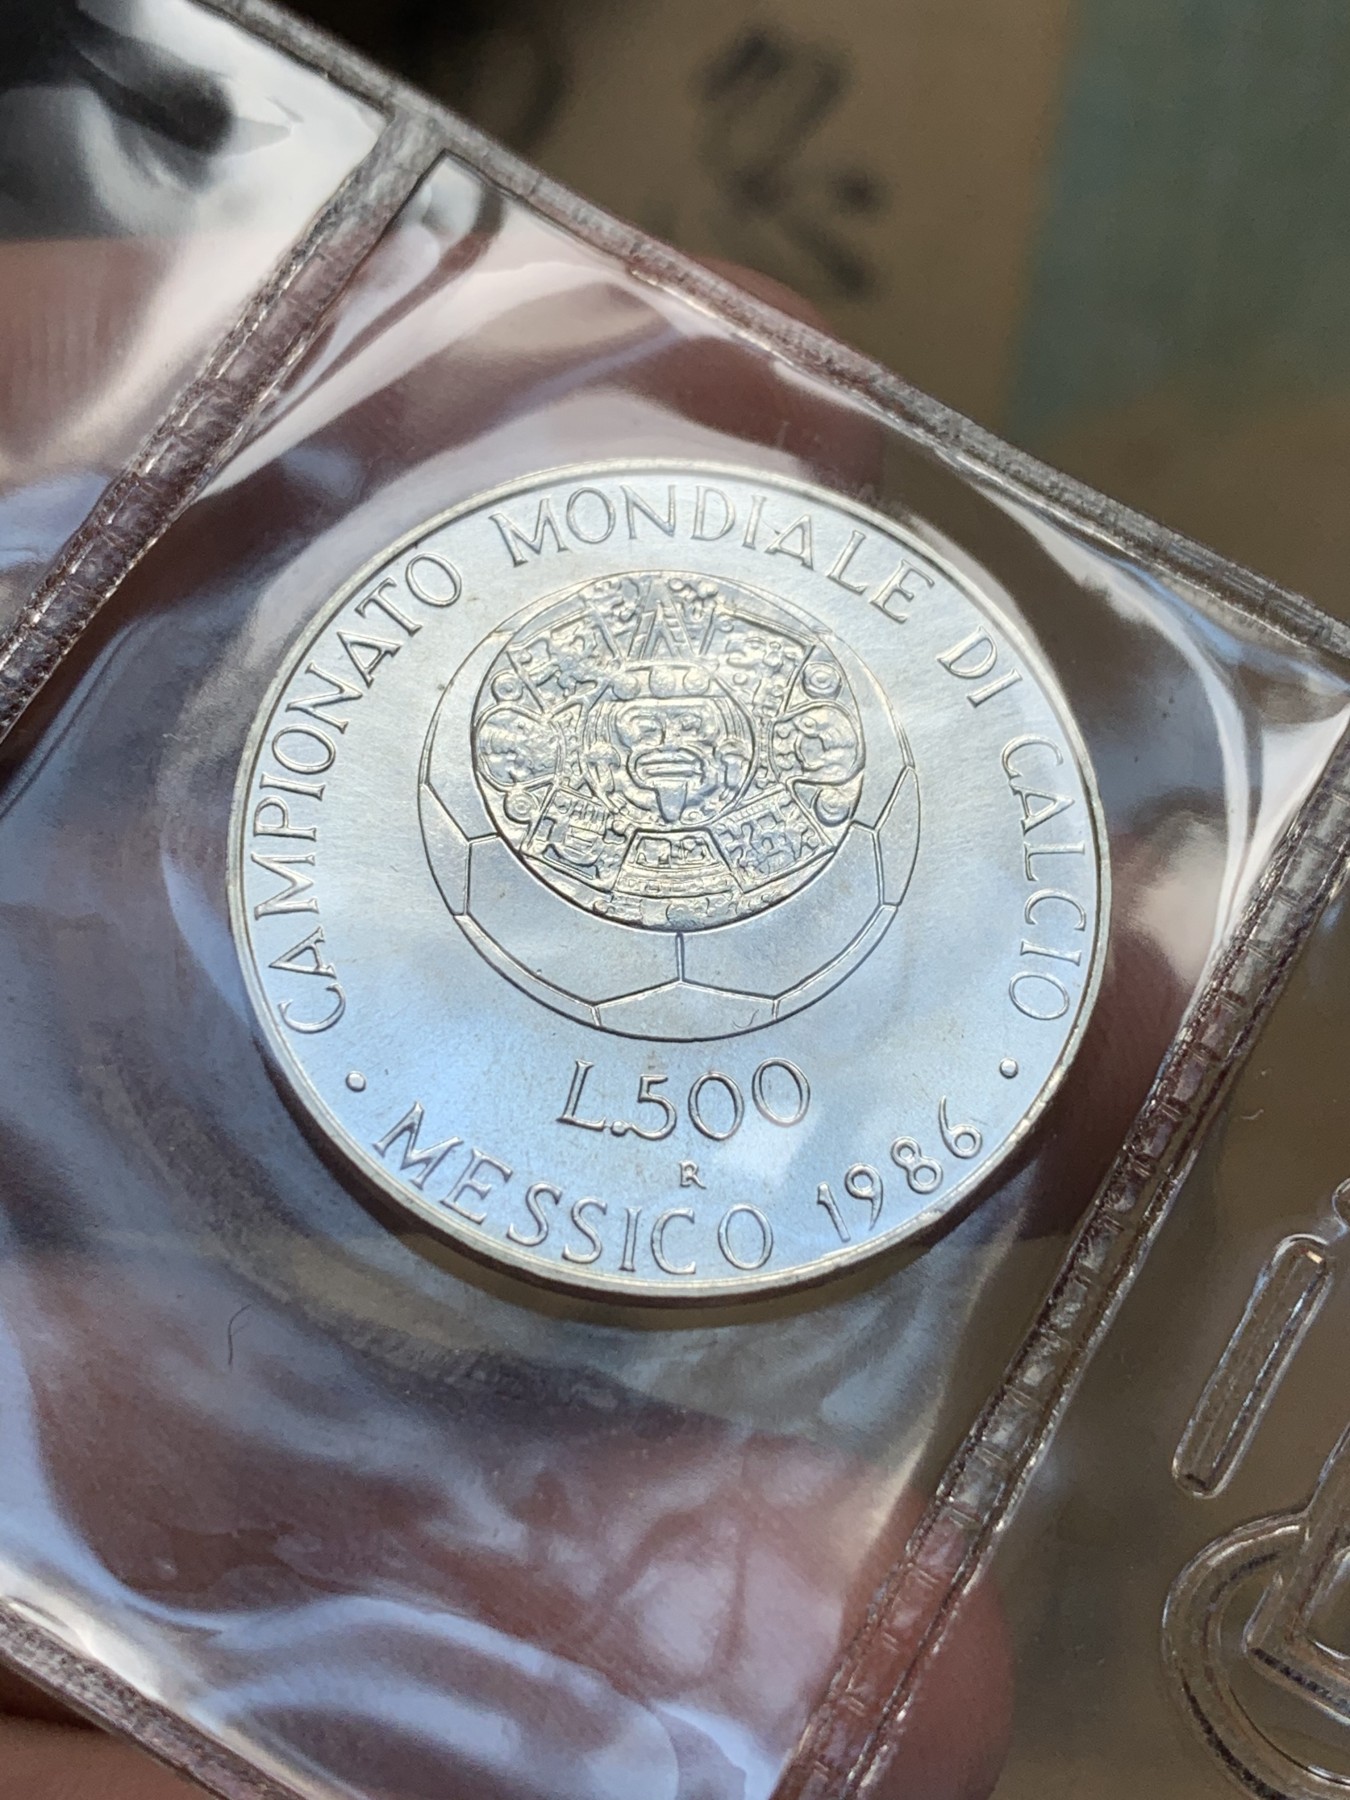 CAMPIONATO MONDIALE DI CALCIO
L.500
R
· MESSICO 1986 ·